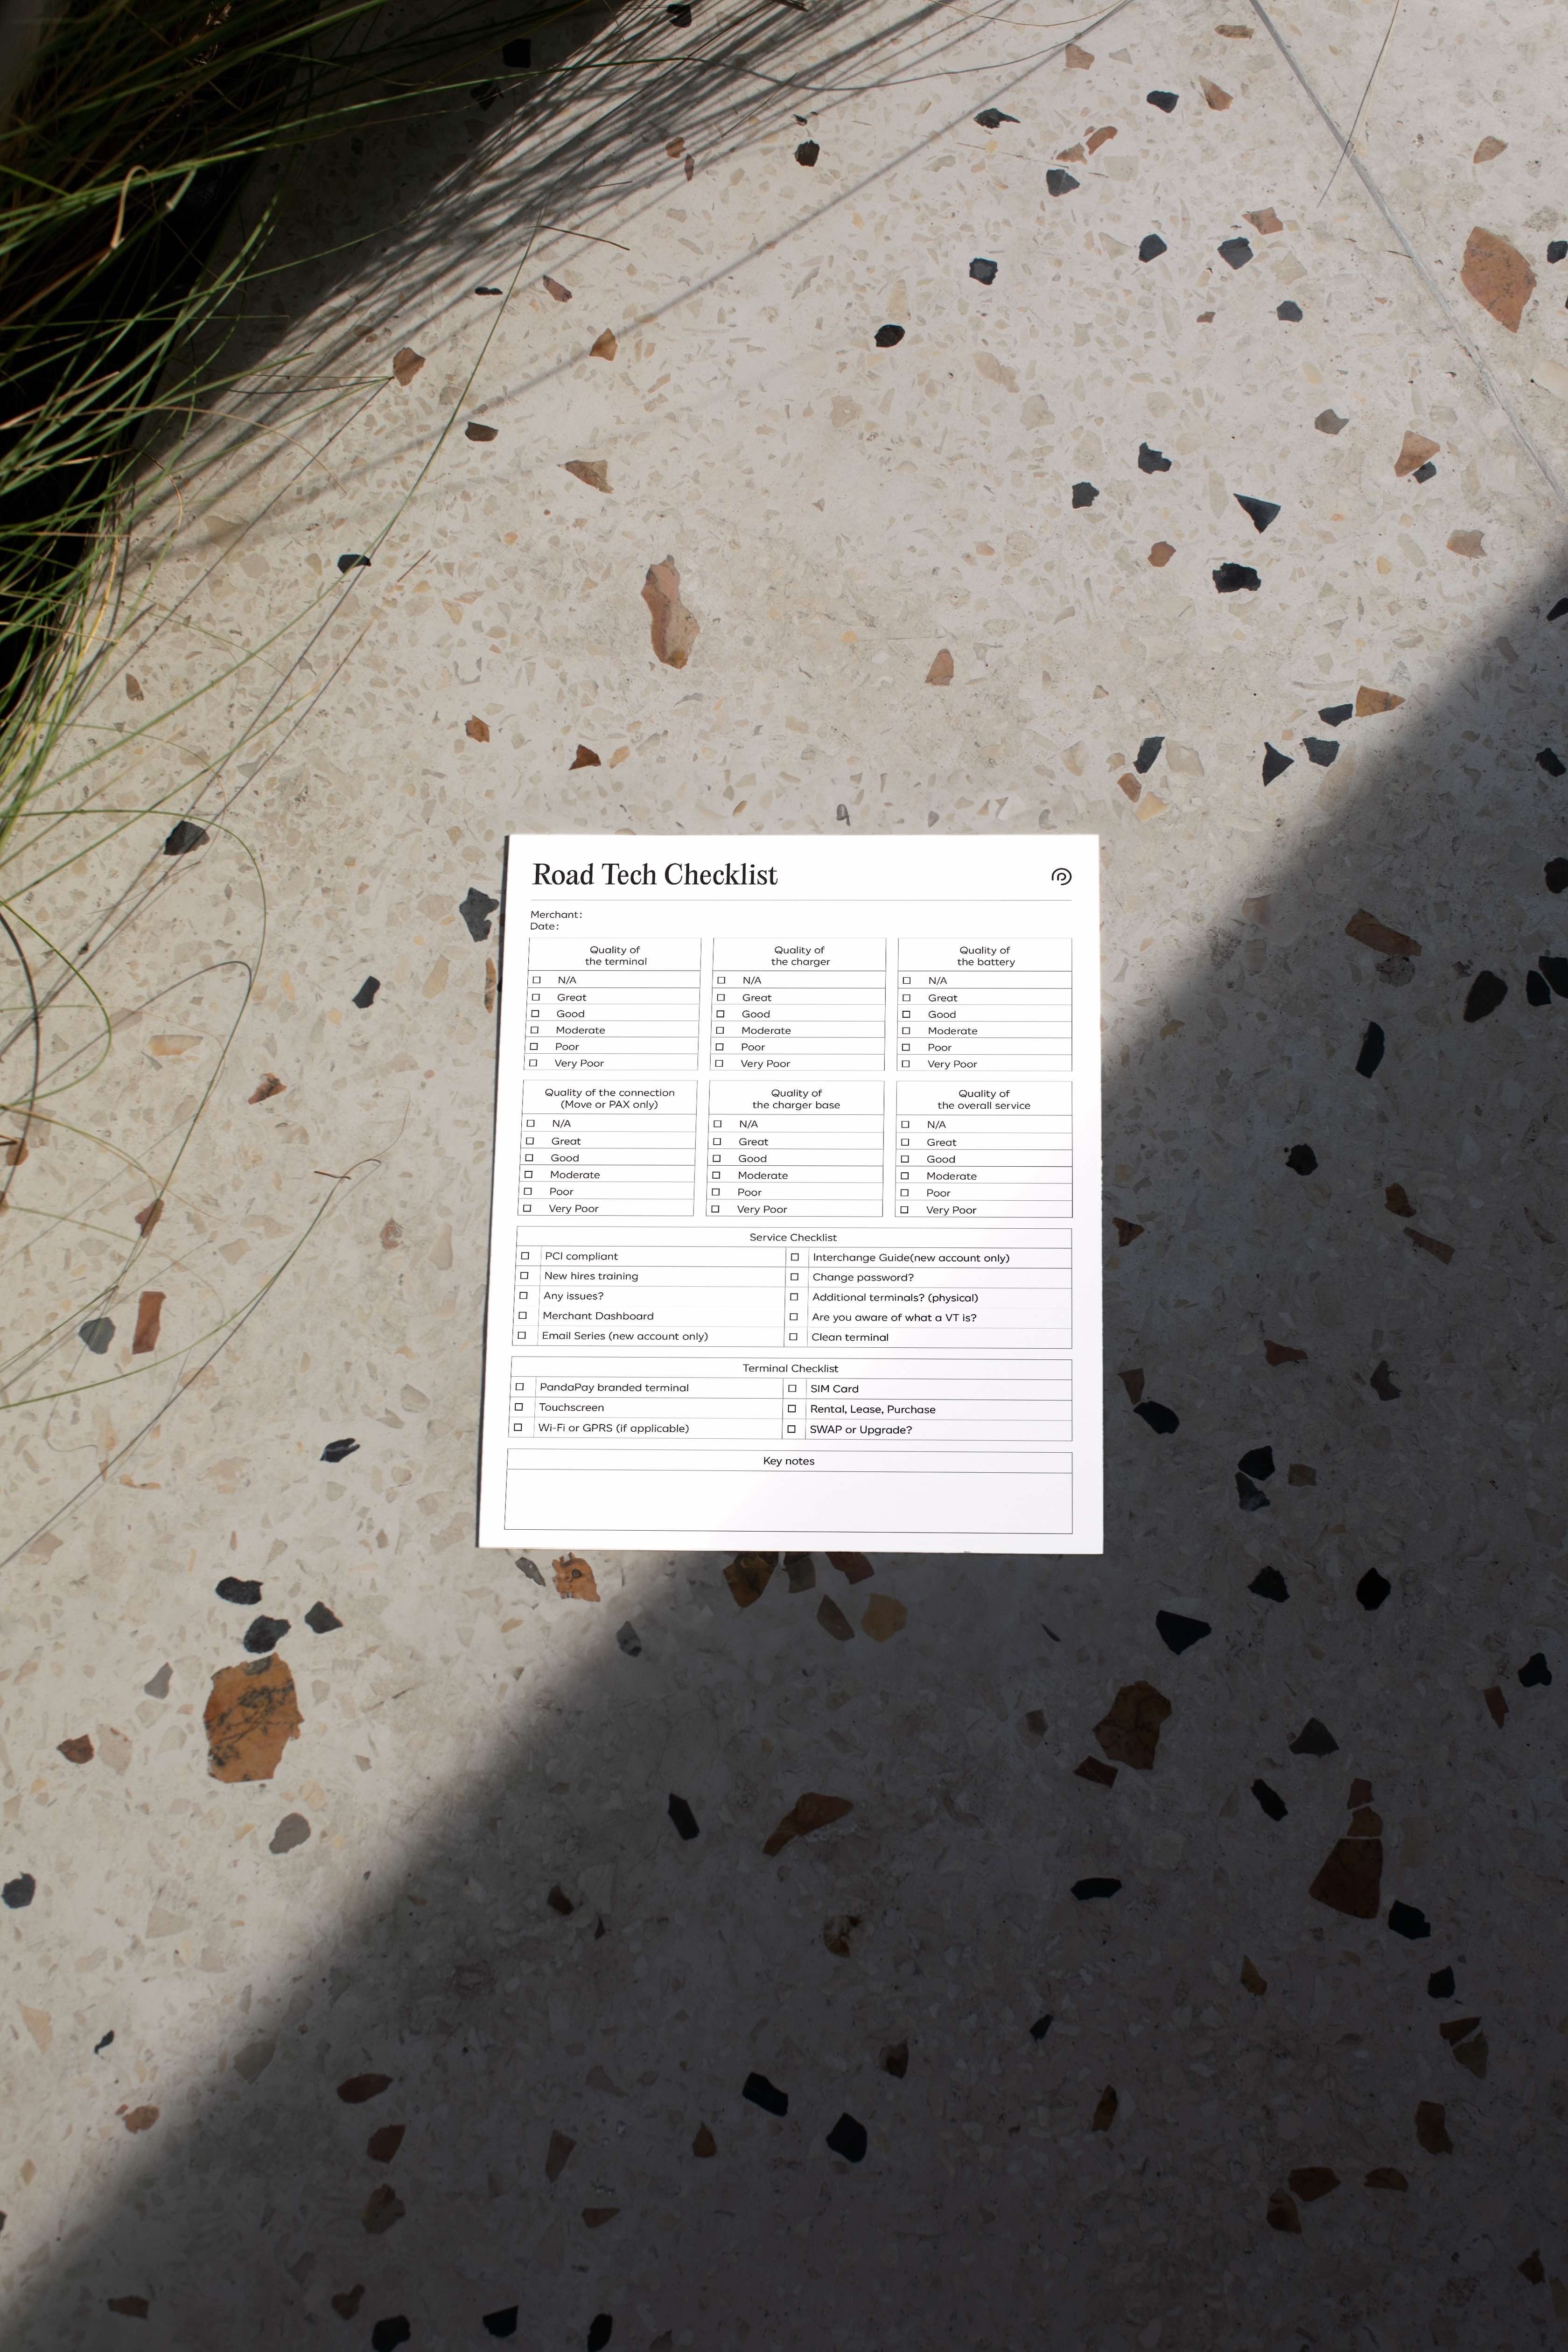 Road Tech Checklist
Merchant:
Date:
Quality of
the terminal
N/A
Great
Good
Moderate
Poor
Very Poor
Quality of
the charger
N/A
Great
Good
Moderate
Poor
Very Poor
Quality of
the battery
N/A
Great
Good
Moderate
Poor
Very Poor
Quality of the connection
(Move or PAX only)
N/A
Great
Good
Moderate
Poor
Very Poor
Quality of
the charger base
N/A
Great
Good
Moderate
Poor
Very Poor
Quality of
the overall service
N/A
Great
Good
Moderate
Poor
Very Poor
Service Checklist
PCI compliant
New hires training
Any issues?
Merchant Dashboard
Email Series (new account only)
Interchange Guide(new account only)
Change password?
Additional terminals? (physical)
Are you aware of what a VT is?
Clean terminal
Terminal Checklist
PandaPay branded terminal
Touchscreen
Wi-Fi or GPRS (if applicable)
SIM Card
Rental, Lease, Purchase
SWAP or Upgrade?
Key notes